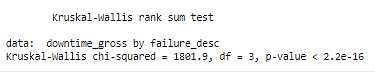 Kruskal-Wallis rank sum test
data:  downtime_gross by failure_desc
Kruskal-Wallis chi-squared = 1801.9, df = 3, p-value < 2.2e-16